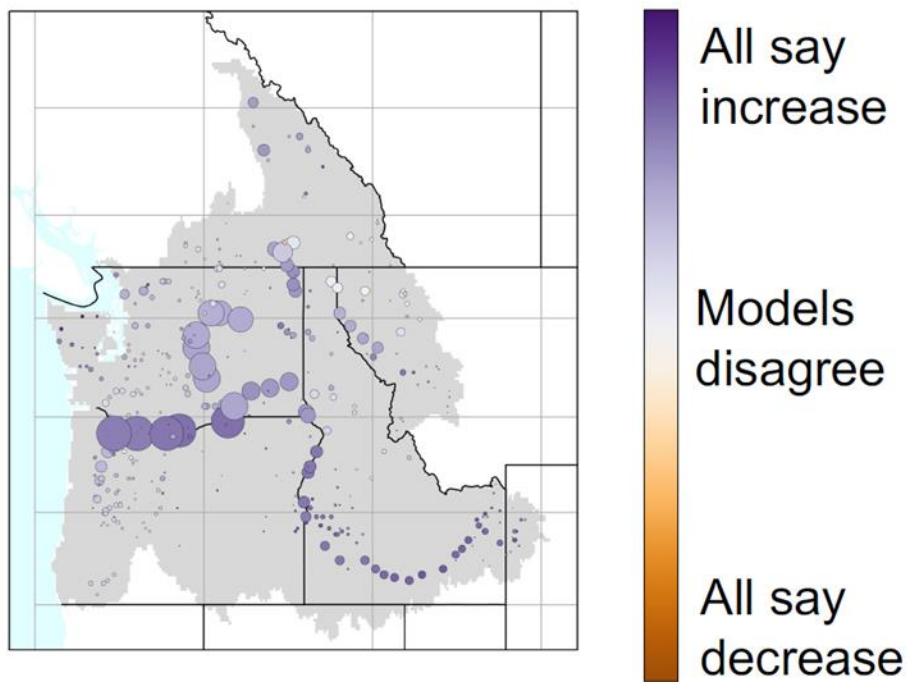 All say
increase
Models
disagree
All say
decrease